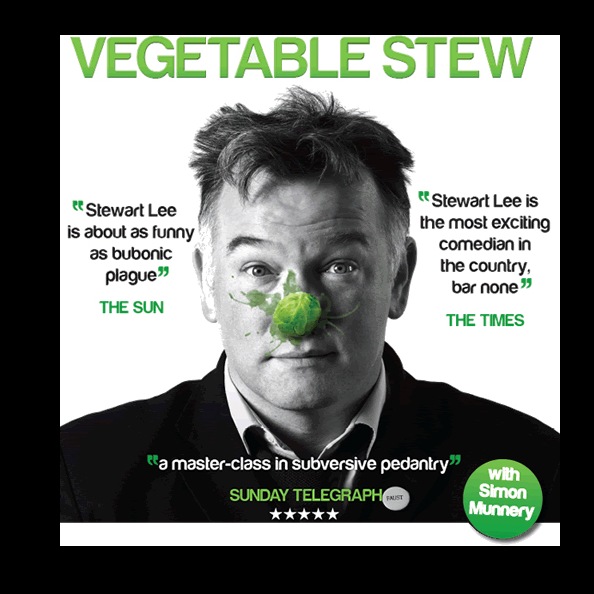 VEGETABLE STEW
"Stewart Lee
is about as funny
as bubonic
plague"
THE SUN
"Stewart Lee is
the most exciting
comedian in
the country,
bar none"
THE TIMES
"a master-class in subversive pedantry"
SUNDAY TELEGRAPH
with
Simon
Munnery